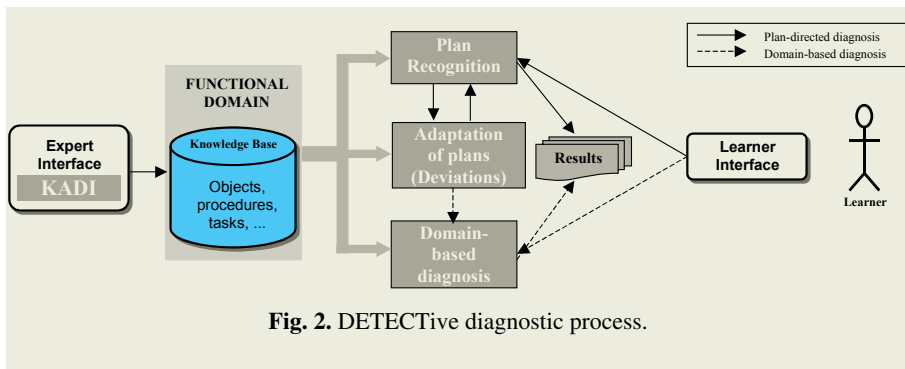 Plan
Recognition
Plan-directed diagnosis
Domain-based diagnosis
FUNCTIONAL
DOMAIN
Expert
Interface
KADI
Knowledge Base
Objects,
procedures,
tasks, ...
Adaptation
of plans
(Deviations)
Results
Learner
Interface
Learner
Domain-
based
diagnosis
Fig. 2. DETECTive diagnostic process.